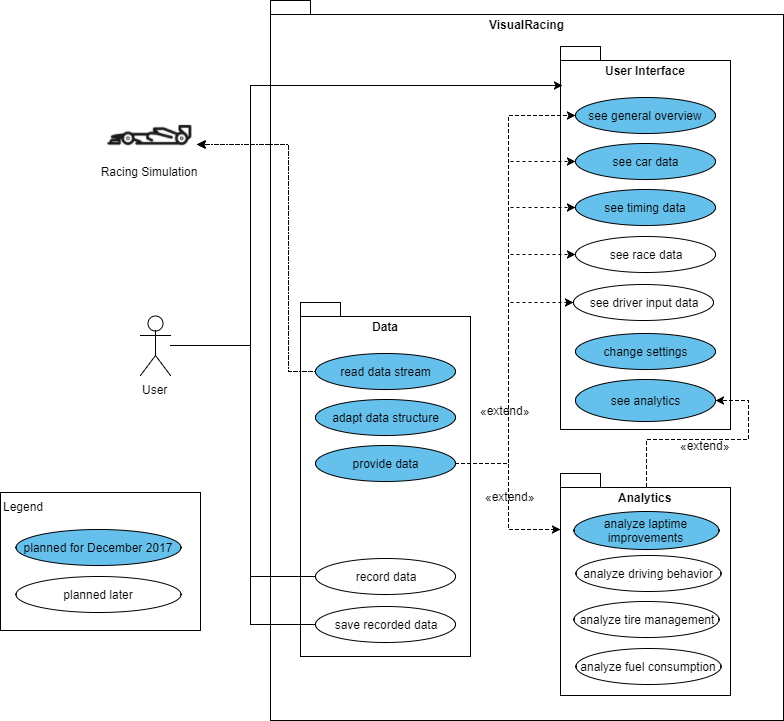 VisualRacing
User Interface
see general overview
see car data
see timing data
see race data
see driver input data
change settings
see analytics
Racing Simulation
User
Data
read data stream
adapt data structure
provide data
record data
save recorded data
«extend»
«extend»
«extend»
Analytics
analyze laptime
improvements
analyze driving behavior
analyze tire management
analyze fuel consumption
Legend
planned for December 2017
planned later